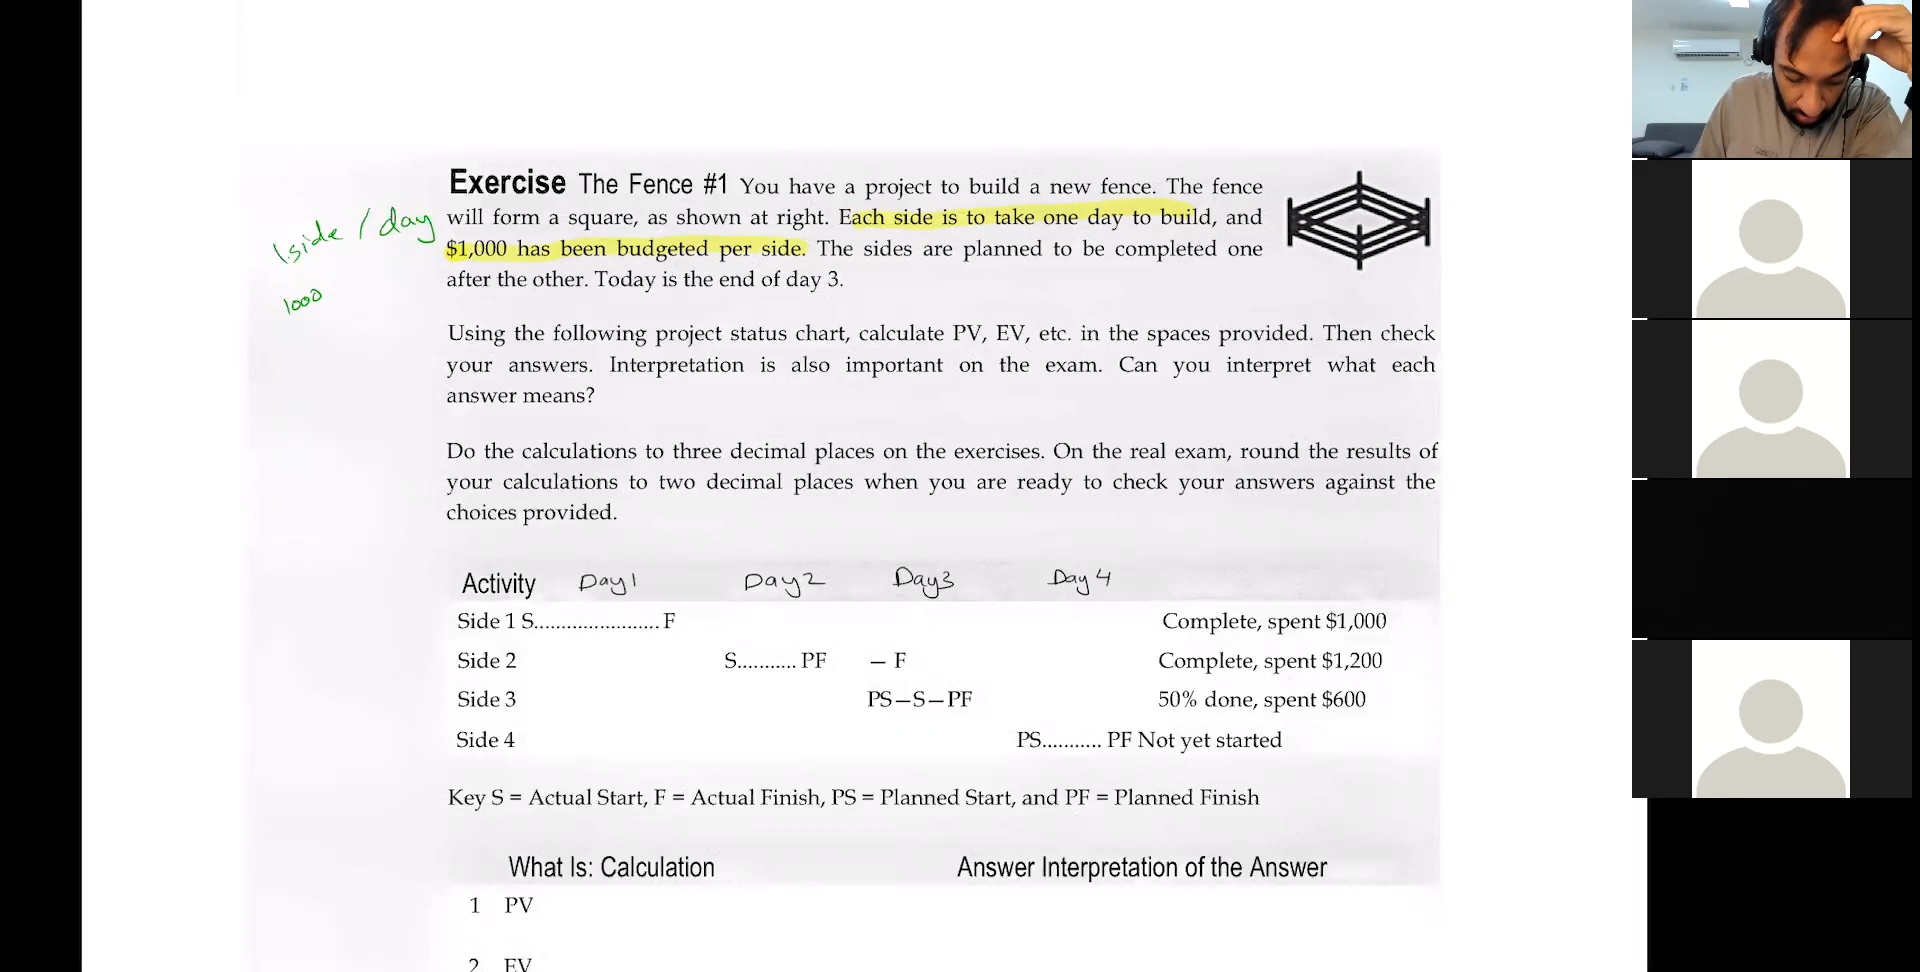 Exercise The Fence #1 You have a project to build a new fence. The fence
will form a square, as shown at right. Each side is to take one day to build, and
$1,000 has been budgeted per side. The sides are planned to be completed one
after the other. Today is the end of day 3.
1 side / day
1000
Using the following project status chart, calculate PV, EV, etc. in the spaces provided. Then check
your answers. Interpretation is also important on the exam. Can you interpret what each
answer means?
Do the calculations to three decimal places on the exercises. On the real exam, round the results of
your calculations to two decimal places when you are ready to check your answers against the
choices provided.
Activity Day 1 Day 2 Day 3 Day 4
Side 1 S....................... F Complete, spent $1,000
Side 2 S........... PF – F Complete, spent $1,200
Side 3 PS–S–PF 50% done, spent $600
Side 4 PS........... PF Not yet started
Key S = Actual Start, F = Actual Finish, PS = Planned Start, and PF = Planned Finish
What Is: Calculation Answer Interpretation of the Answer
1 PV
2 EV